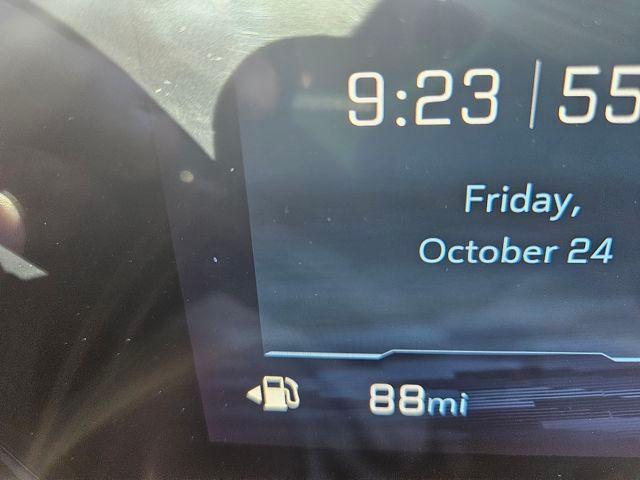 9:23 | 55
Friday,
October 24
88mi